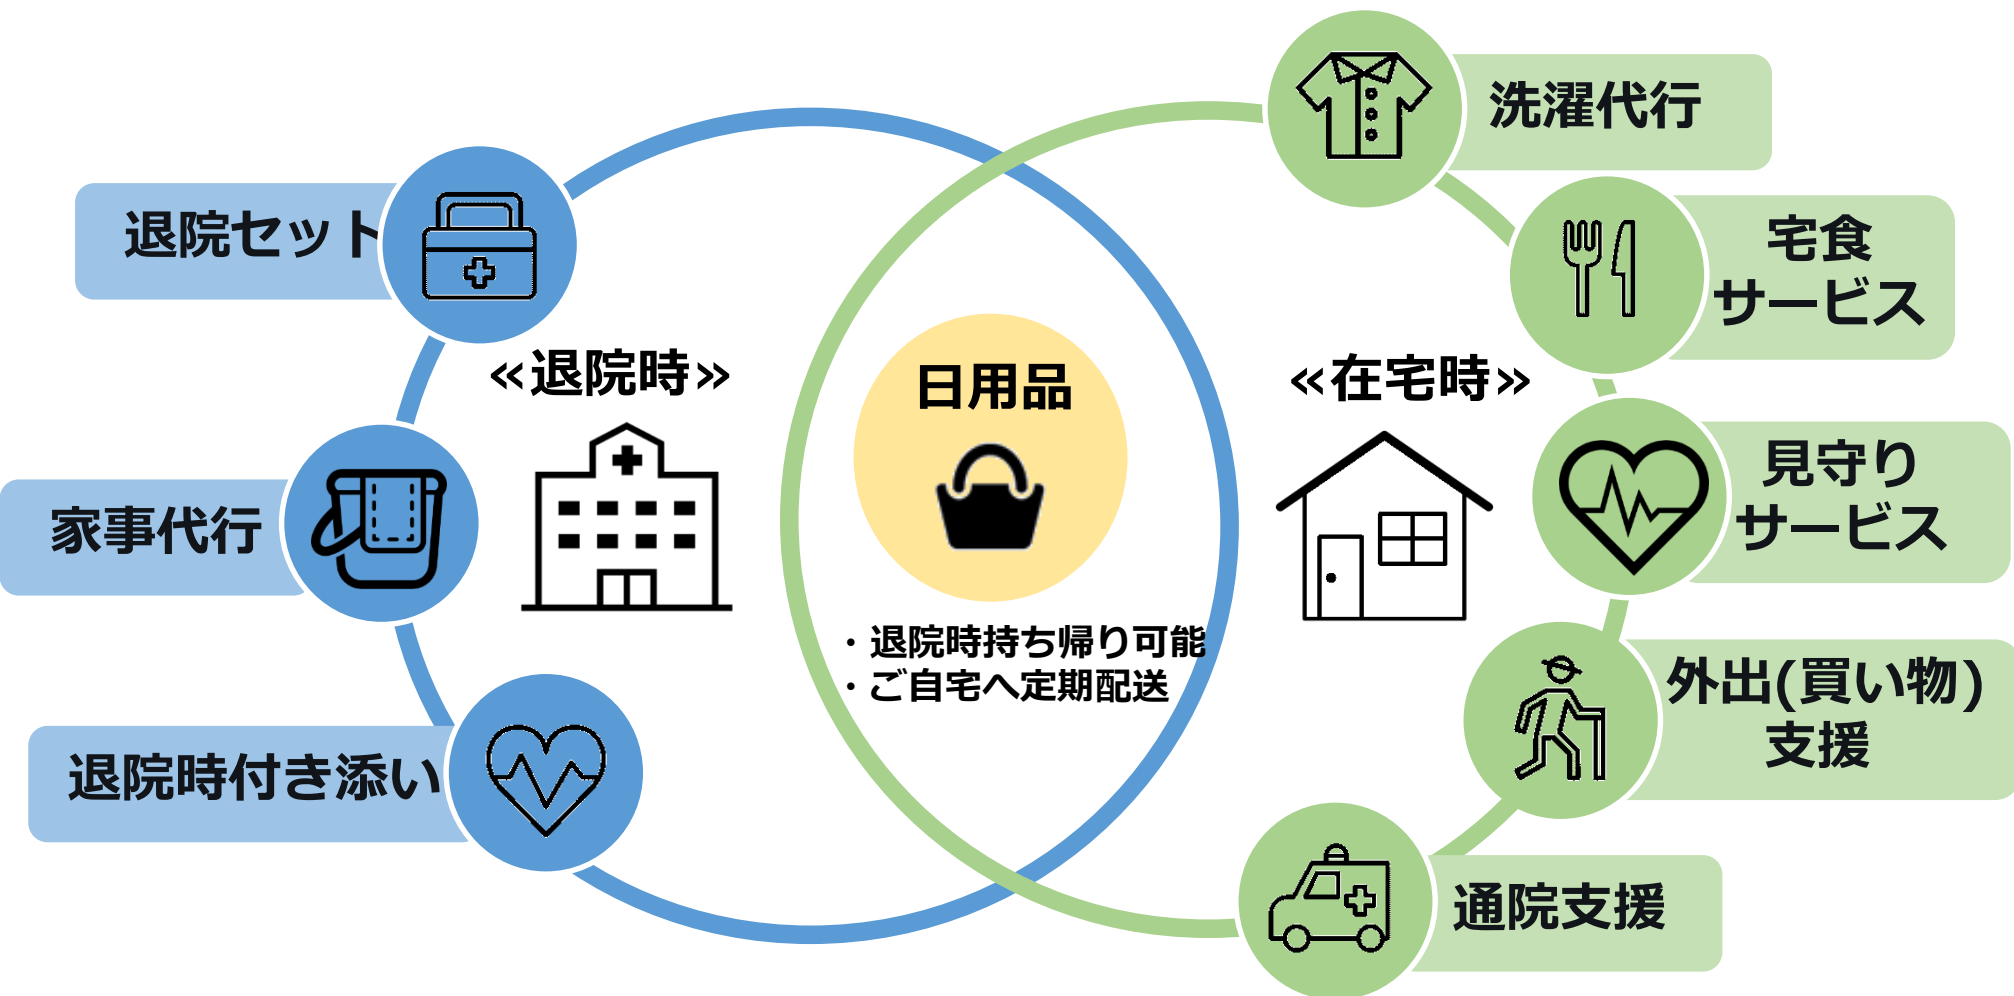 退院セット
家事代行
退院時付き添い
≪退院時≫
日用品
・退院時持ち帰り可能
・ご自宅へ定期配送
≪在宅時≫
洗濯代行
宅食
サービス
見守り
サービス
外出(買い物)
支援
通院支援